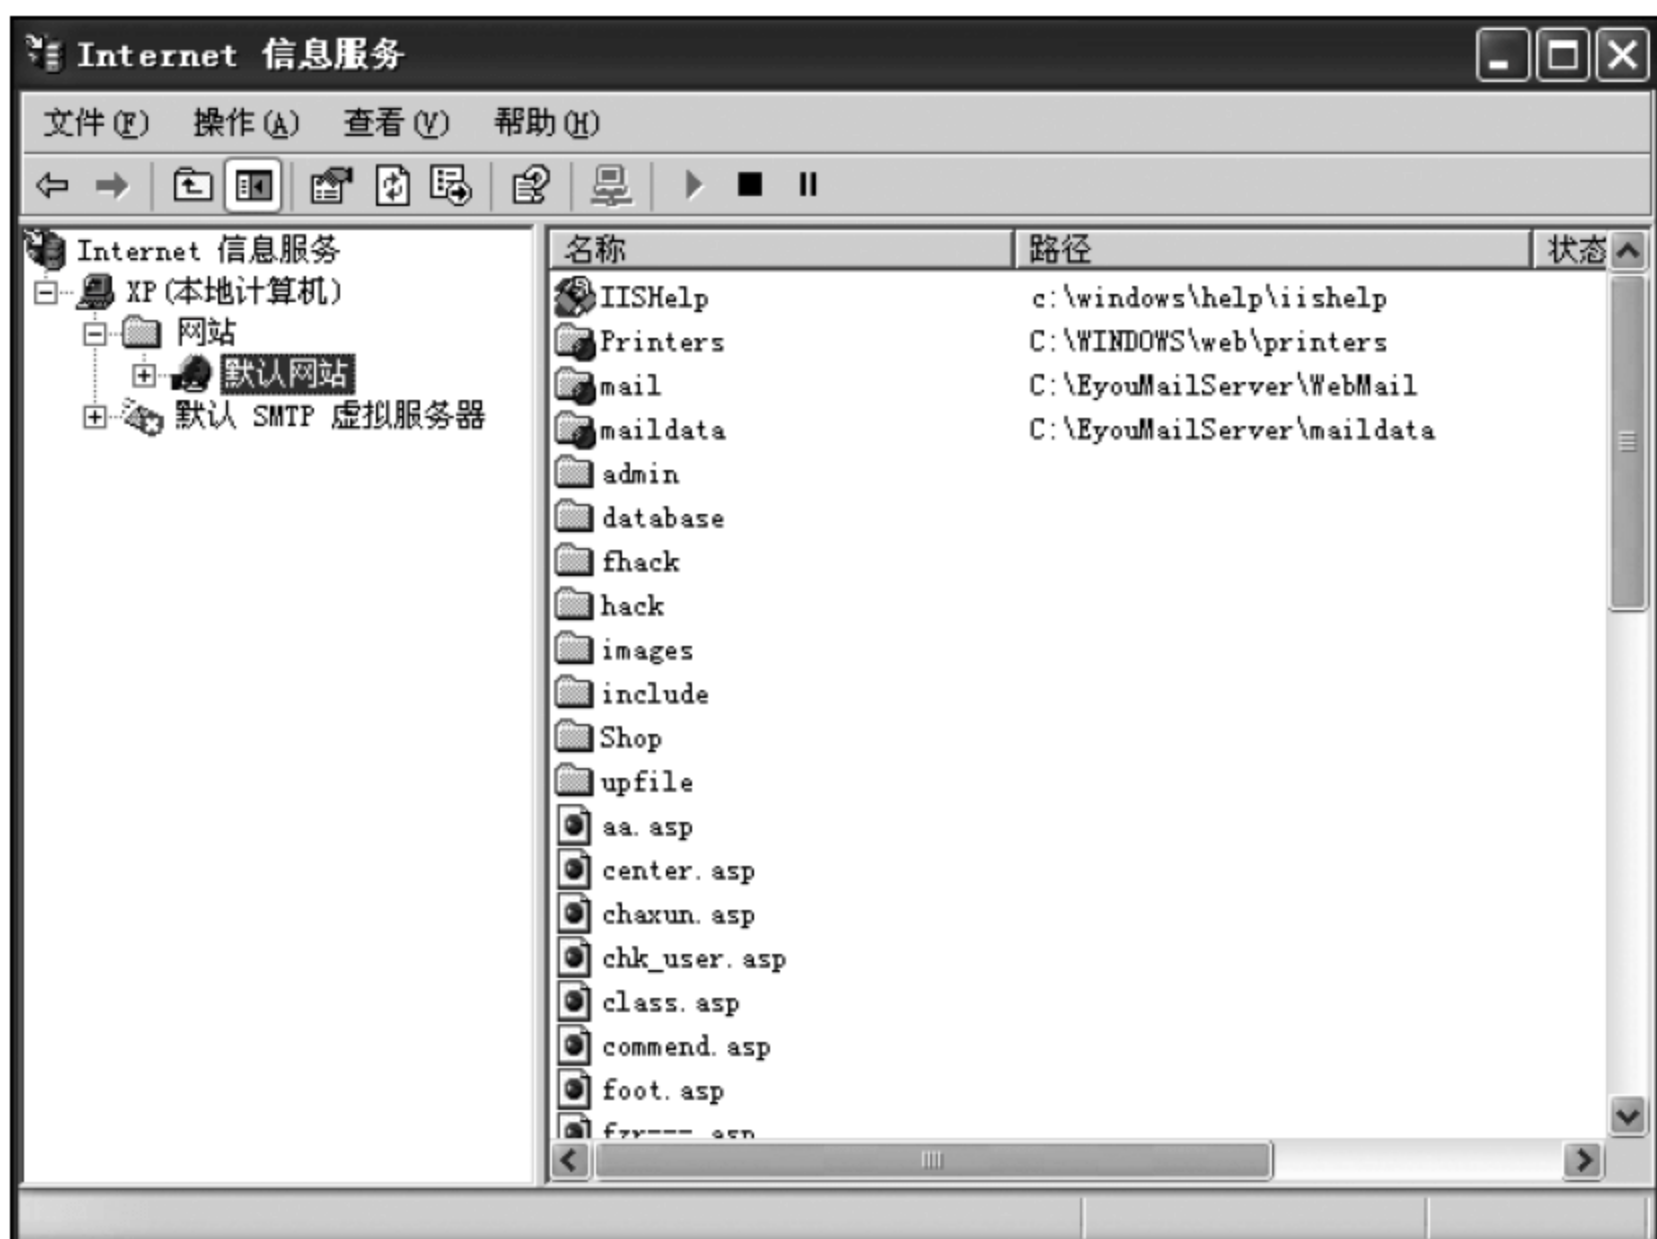 Internet 信息服务
文件(F) 操作(A) 查看(V) 帮助(H)
Internet 信息服务
XP(本地计算机)
网站
默认网站
默认 SMTP 虚拟服务器
名称 路径 状态
IISHelp c:\windows\help\iishelp
Printers C:\WINDOWS\web\printers
mail C:\EyouMailServer\WebMail
maildata C:\EyouMailServer\maildata
admin
database
fhack
hack
images
include
Shop
upfile
aa.asp
center.asp
chaxun.asp
chk_user.asp
class.asp
commend.asp
foot.asp